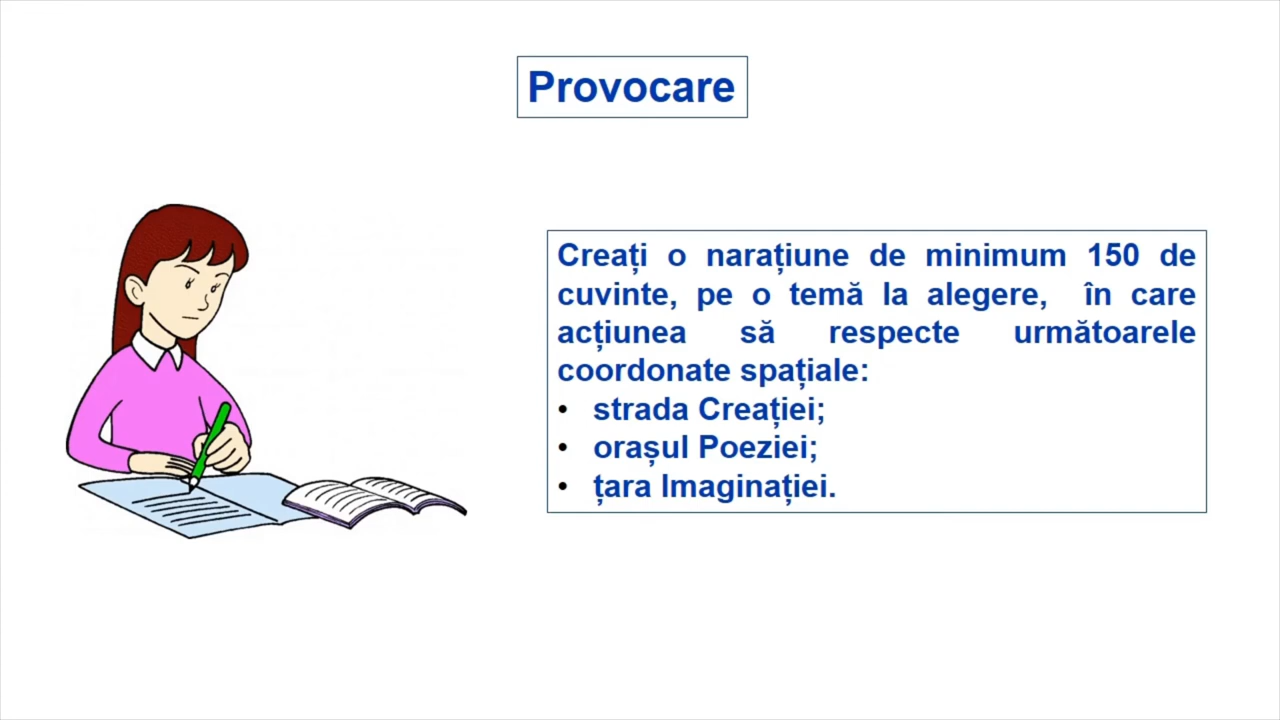 Provocare
Creați o narațiune de minimum 150 de
cuvinte, pe o temă la alegere, în care
acțiunea să respecte următoarele
coordonate spațiale:
• strada Creației;
• orașul Poeziei;
• țara Imaginației.